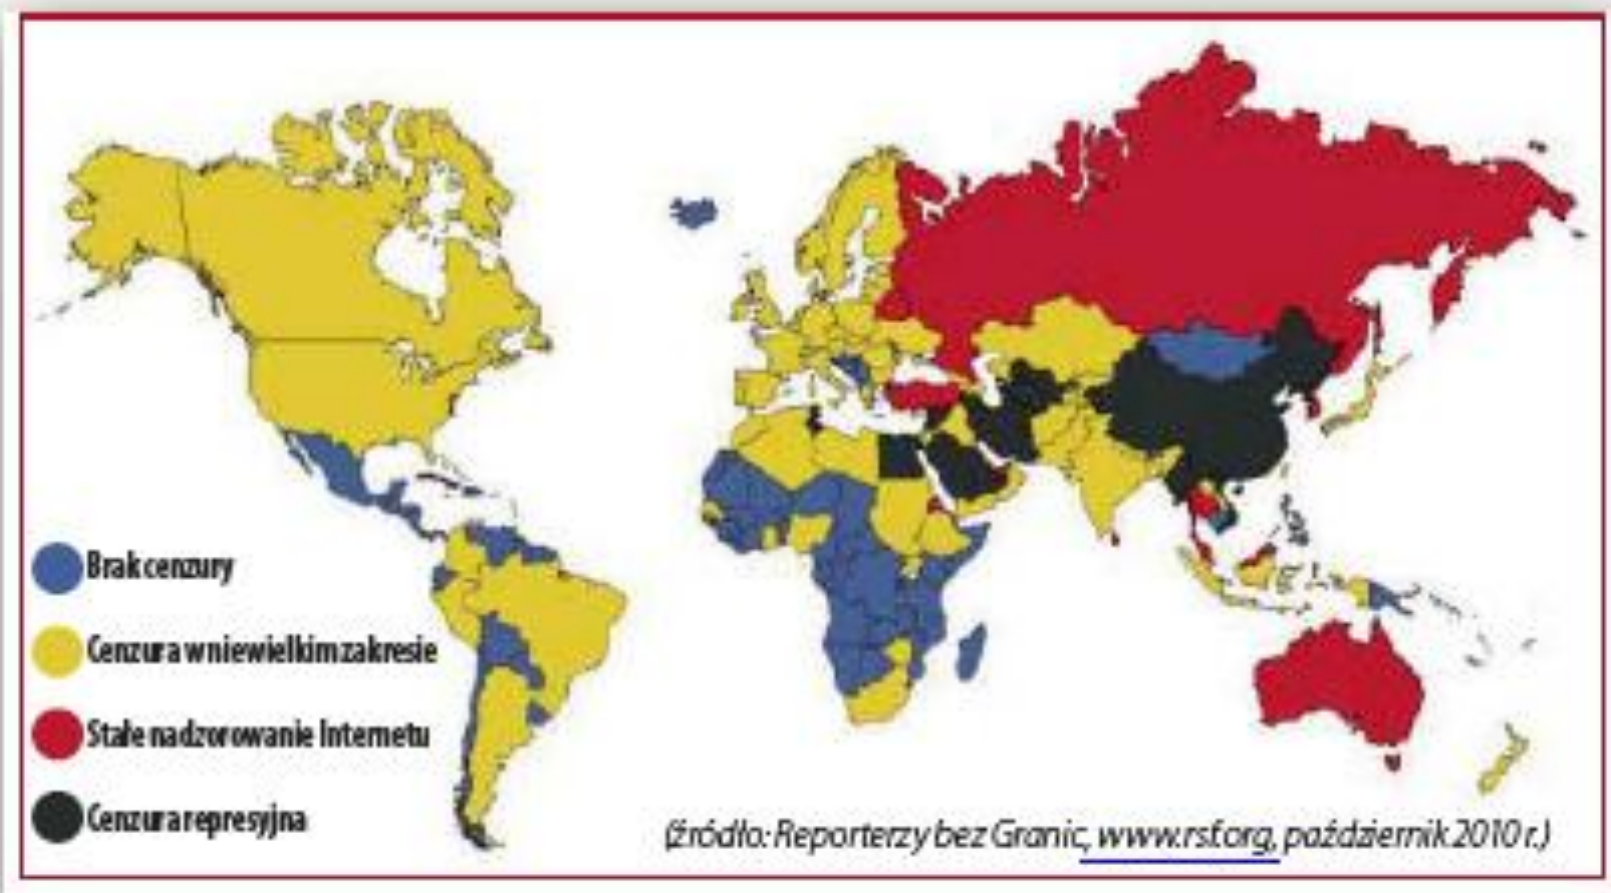 Brak cenzury
Cenzura w niewielkim zakresie
Stałe nadzorowanie Internetu
Cenzura represyjna
(źródło: Reporterzy bez Granic, www.rsf.org, październik 2010 r.)